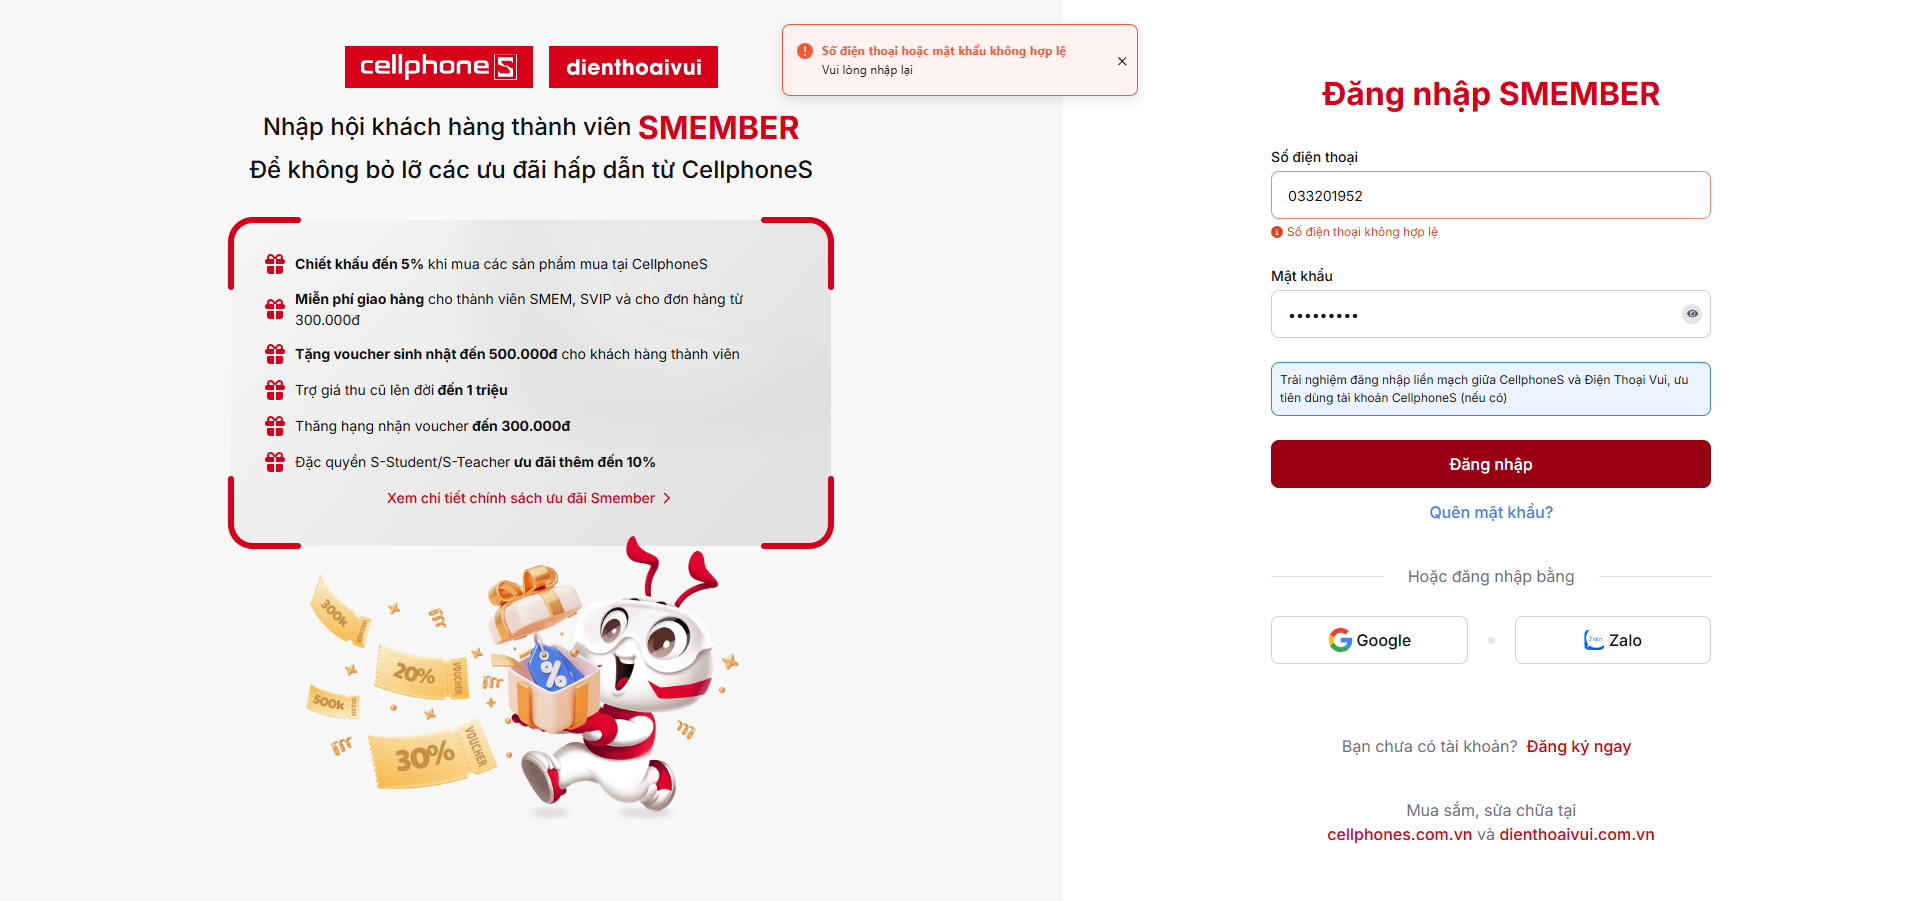 cellphoneS
dienthoaivui
Nhập hội khách hàng thành viên SMEMBER
Để không bỏ lỡ các ưu đãi hấp dẫn từ CellphoneS
Chiết khấu đến 5% khi mua các sản phẩm mua tại CellphoneS
Miễn phí giao hàng cho thành viên SMEM, SVIP và cho đơn hàng từ
300.000đ
Tặng voucher sinh nhật đến 500.000đ cho khách hàng thành viên
Trợ giá thu cũ lên đời đến 1 triệu
Thăng hạng nhận voucher đến 300.000đ
Đặc quyền S-Student/S-Teacher ưu đãi thêm đến 10%
Xem chi tiết chính sách ưu đãi Smember
300k
VOUCHER
20%
VOUCHER
500k
VOUCHER
30%
VOUCHER
%
Số điện thoại hoặc mật khẩu không hợp lệ
Vui lòng nhập lại
Đăng nhập SMEMBER
Số điện thoại
033201952
Số điện thoại không hợp lệ
Mật khẩu
•••••••••
Trải nghiệm đăng nhập liền mạch giữa CellphoneS và Điện Thoại Vui, ưu
tiên dùng tài khoản CellphoneS (nếu có)
Đăng nhập
Quên mật khẩu?
Hoặc đăng nhập bằng
Google
Zalo
Zalo
Bạn chưa có tài khoản? Đăng ký ngay
Mua sắm, sửa chữa tại
cellphones.com.vn và dienthoaivui.com.vn